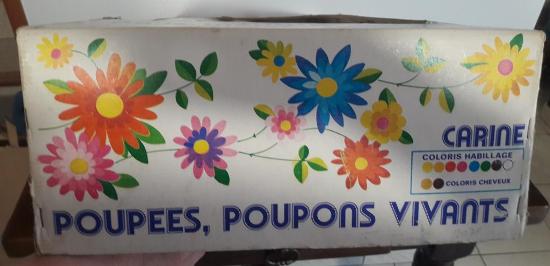 CARINE
COLORIS HABILLAGE
COLORIS CHEVEUX
POUPEES, POUPONS VIVANTS